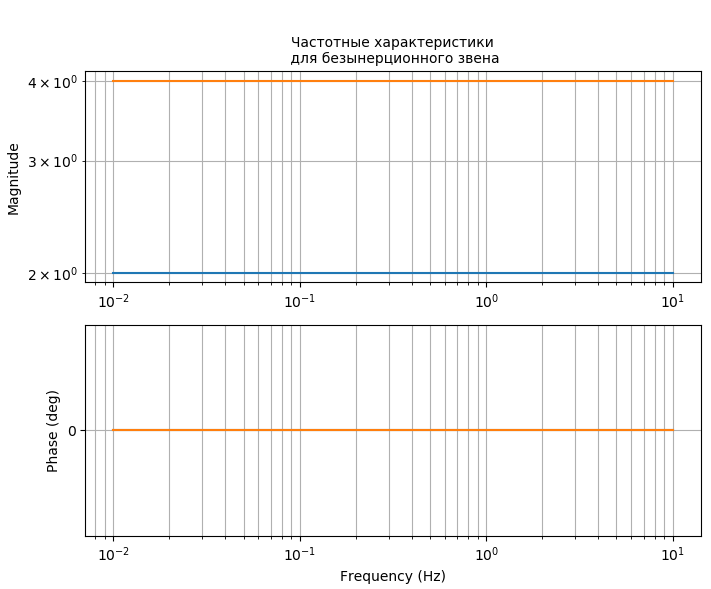 Частотные характеристики
для безынерционного звена
Magnitude
4 × 10⁰
3 × 10⁰
2 × 10⁰
10⁻² 10⁻¹ 10⁰ 10¹
Phase (deg)
0
10⁻² 10⁻¹ 10⁰ 10¹
Frequency (Hz)